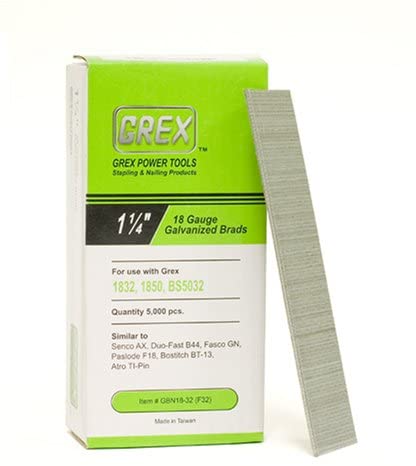 GREX
™
GREX POWER TOOLS
Stapling & Nailing Products
1¼"
18 Gauge
Galvanized Brads
For use with Grex
1832, 1850, BS5032
Quantity 5,000 pcs.
Similar to
Senco AX, Duo-Fast B44, Fasco GN,
Paslode F18, Bostitch BT-13,
Atro TI-Pin
Item # GBN18-32 (F32)
Made in Taiwan